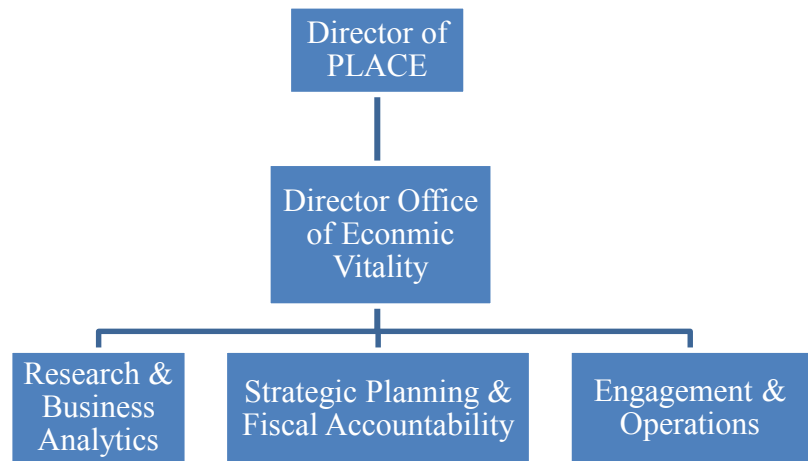 Director of
PLACE
Director Office
of Econmic
Vitality
Research &
Business
Analytics
Strategic Planning &
Fiscal Accountability
Engagement &
Operations